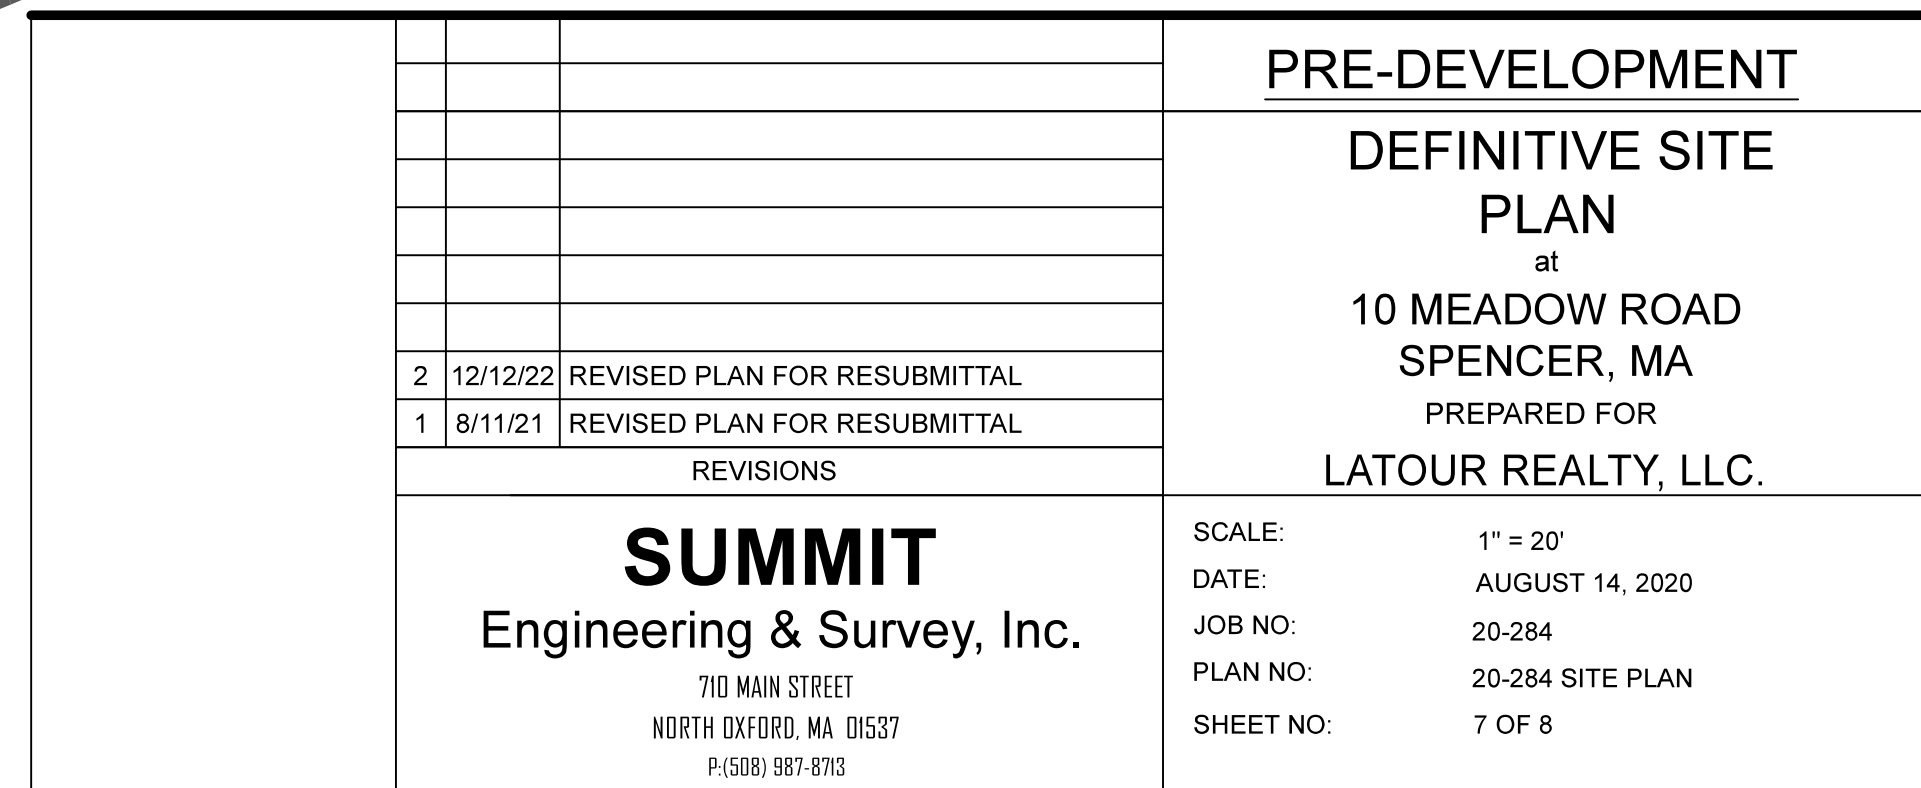 PRE-DEVELOPMENT
DEFINITIVE SITE
PLAN
at
10 MEADOW ROAD
SPENCER, MA
PREPARED FOR
LATOUR REALTY, LLC.
2 12/12/22 REVISED PLAN FOR RESUBMITTAL
1 8/11/21 REVISED PLAN FOR RESUBMITTAL
REVISIONS
SUMMIT
Engineering & Survey, Inc.
710 MAIN STREET
NORTH OXFORD, MA 01537
P:(508) 987-8713
SCALE: 1" = 20'
DATE: AUGUST 14, 2020
JOB NO: 20-284
PLAN NO: 20-284 SITE PLAN
SHEET NO: 7 OF 8